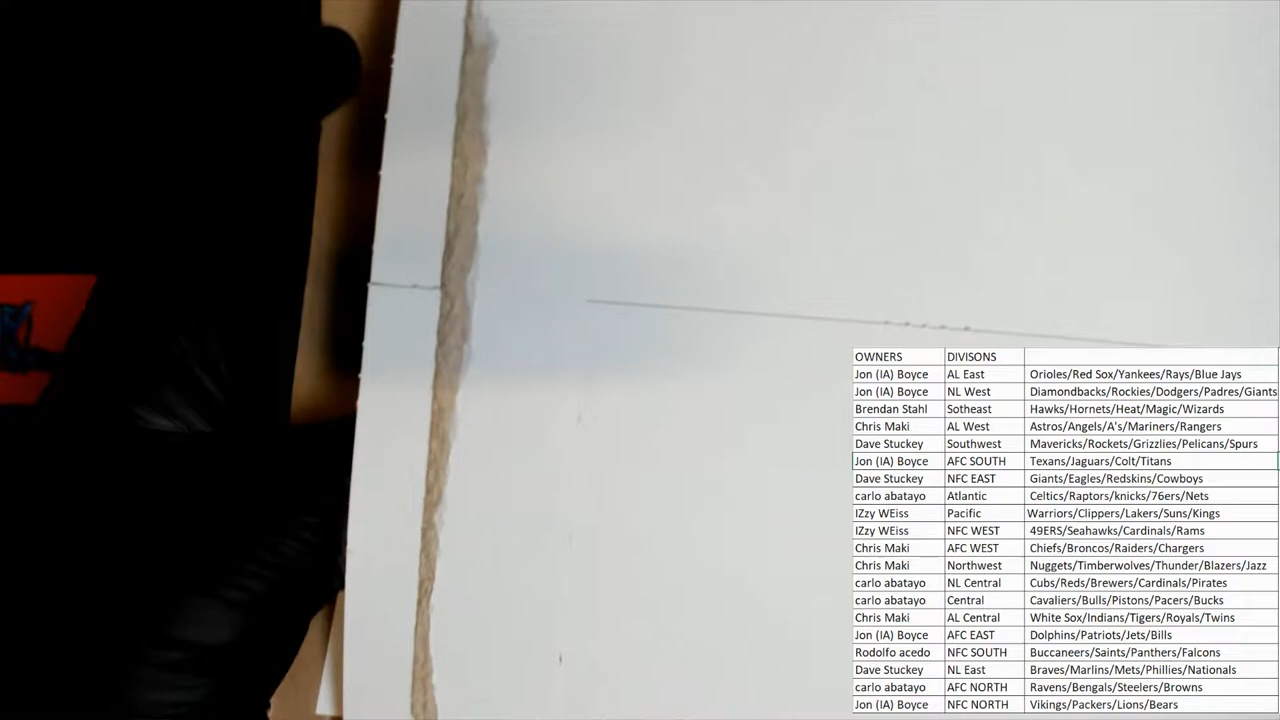 OWNERS DIVISONS
Jon (IA) Boyce AL East Orioles/Red Sox/Yankees/Rays/Blue Jays
Jon (IA) Boyce NL West Diamondbacks/Rockies/Dodgers/Padres/Giants
Brendan Stahl Sotheast Hawks/Hornets/Heat/Magic/Wizards
Chris Maki AL West Astros/Angels/A's/Mariners/Rangers
Dave Stuckey Southwest Mavericks/Rockets/Grizzlies/Pelicans/Spurs
Jon (IA) Boyce AFC SOUTH Texans/Jaguars/Colt/Titans
Dave Stuckey NFC EAST Giants/Eagles/Redskins/Cowboys
carlo abatayo Atlantic Celtics/Raptors/knicks/76ers/Nets
IZzy WEiss Pacific Warriors/Clippers/Lakers/Suns/Kings
IZzy WEiss NFC WEST 49ERS/Seahawks/Cardinals/Rams
Chris Maki AFC WEST Chiefs/Broncos/Raiders/Chargers
Chris Maki Northwest Nuggets/Timberwolves/Thunder/Blazers/Jazz
carlo abatayo NL Central Cubs/Reds/Brewers/Cardinals/Pirates
carlo abatayo Central Cavaliers/Bulls/Pistons/Pacers/Bucks
Chris Maki AL Central White Sox/Indians/Tigers/Royals/Twins
Jon (IA) Boyce AFC EAST Dolphins/Patriots/Jets/Bills
Rodolfo acedo NFC SOUTH Buccaneers/Saints/Panthers/Falcons
Dave Stuckey NL East Braves/Marlins/Mets/Phillies/Nationals
carlo abatayo AFC NORTH Ravens/Bengals/Steelers/Browns
Jon (IA) Boyce NFC NORTH Vikings/Packers/Lions/Bears